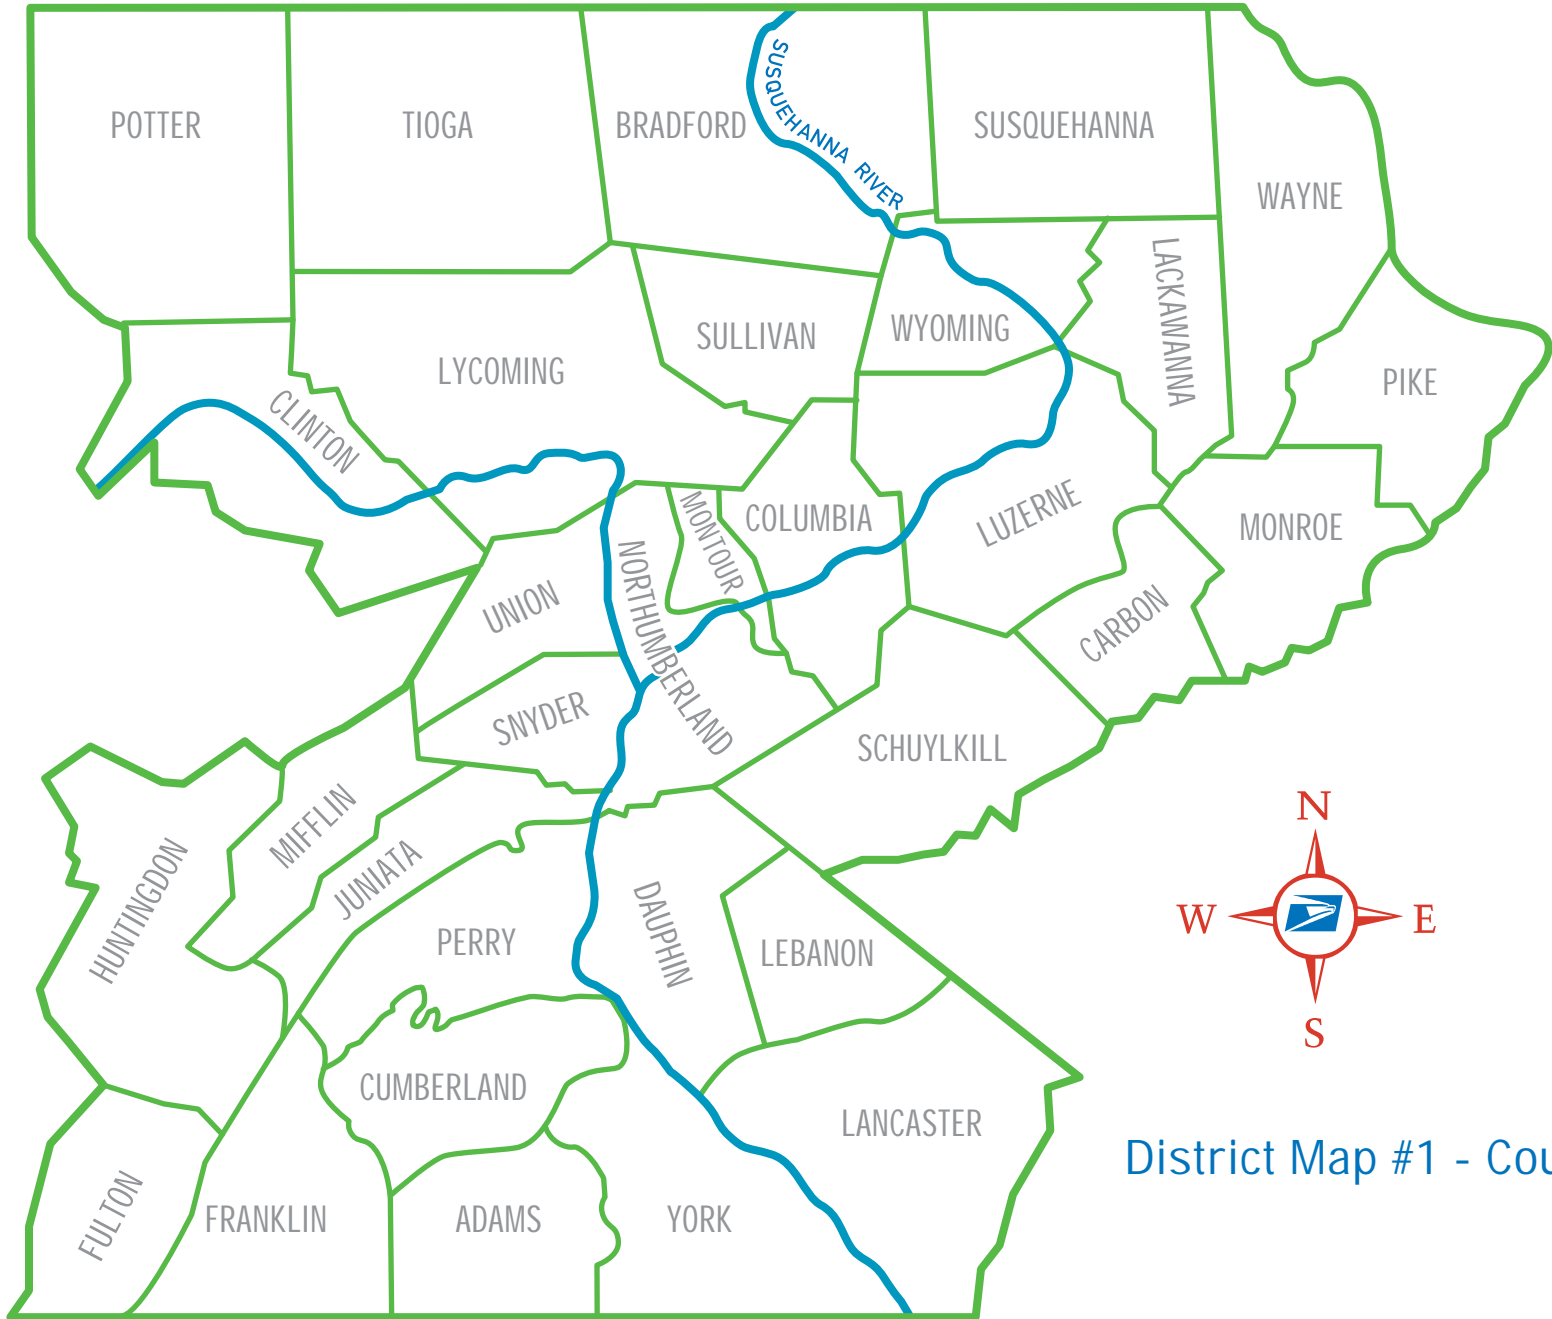 POTTER
TIOGA
BRADFORD
SUSQUEHANNA RIVER
SUSQUEHANNA
WAYNE
LACKAWANNA
SULLIVAN
WYOMING
LYCOMING
PIKE
CLINTON
MONTOUR
COLUMBIA
LUZERNE
MONROE
UNION
NORTHUMBERLAND
CARBON
SNYDER
SCHUYLKILL
MIFFLIN
JUNIATA
HUNTINGDON
PERRY
DAUPHIN
LEBANON
N
W
E
S
CUMBERLAND
LANCASTER
District Map #1 - Cou
FULTON
FRANKLIN
ADAMS
YORK